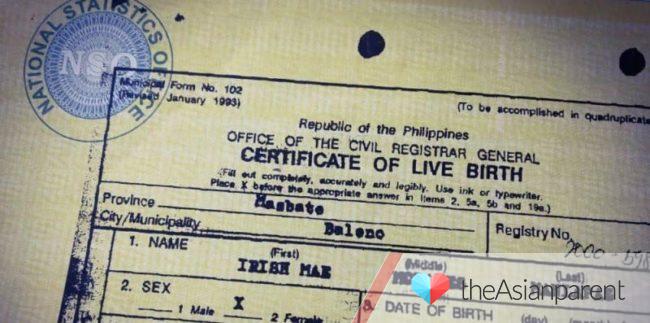 NATIONAL STATISTICS OFFICE
NSO
Municipal Form No. 102
(Revised January 1993)
(To be accomplished in quadruplicate
Republic of the Philippines
OFFICE OF THE CIVIL REGISTRAR GENERAL
CERTIFICATE OF LIVE BIRTH
(Fill out completely, accurately and legibly. Use ink or typewriter.
Place X before the appropriate answer in Items 2, 5a, 5b and 19a.)
Province Masbate
City/Municipality Baleno
Registry No.
1. NAME (First) (Middle) (Last)
IRISH MAE
2. SEX
X
1 Male 2 Female
3. DATE OF BIRTH (day) (month)
theAsianparent